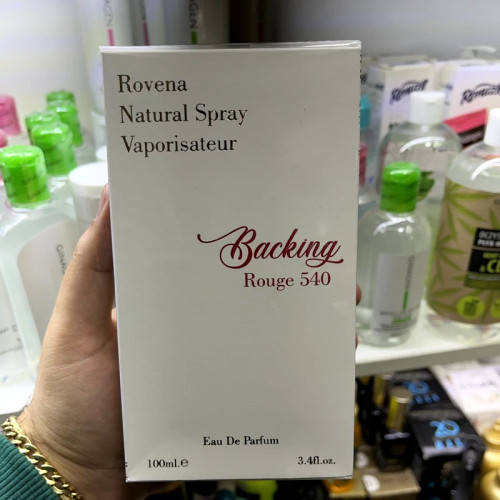 Rovena
Natural Spray
Vaporisateur
Backing
Rouge 540
Eau De Parfum
100ml.e
3.4fl.oz.